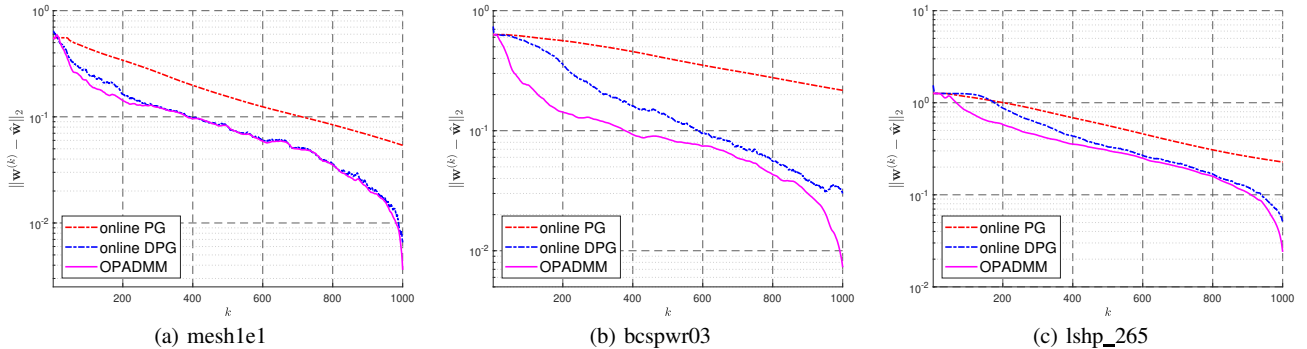 10^0
10^-1
10^-2
||w^(k) − ŵ||_2
online PG
online DPG
OPADMM
200 400 600 800 1000
k
(a) mesh1e1
10^0
10^-1
10^-2
||w^(k) − ŵ||_2
online PG
online DPG
OPADMM
200 400 600 800 1000
k
(b) bcspwr03
10^1
10^0
10^-1
10^-2
||w^(k) − ŵ||_2
online PG
online DPG
OPADMM
200 400 600 800 1000
k
(c) lshp_265